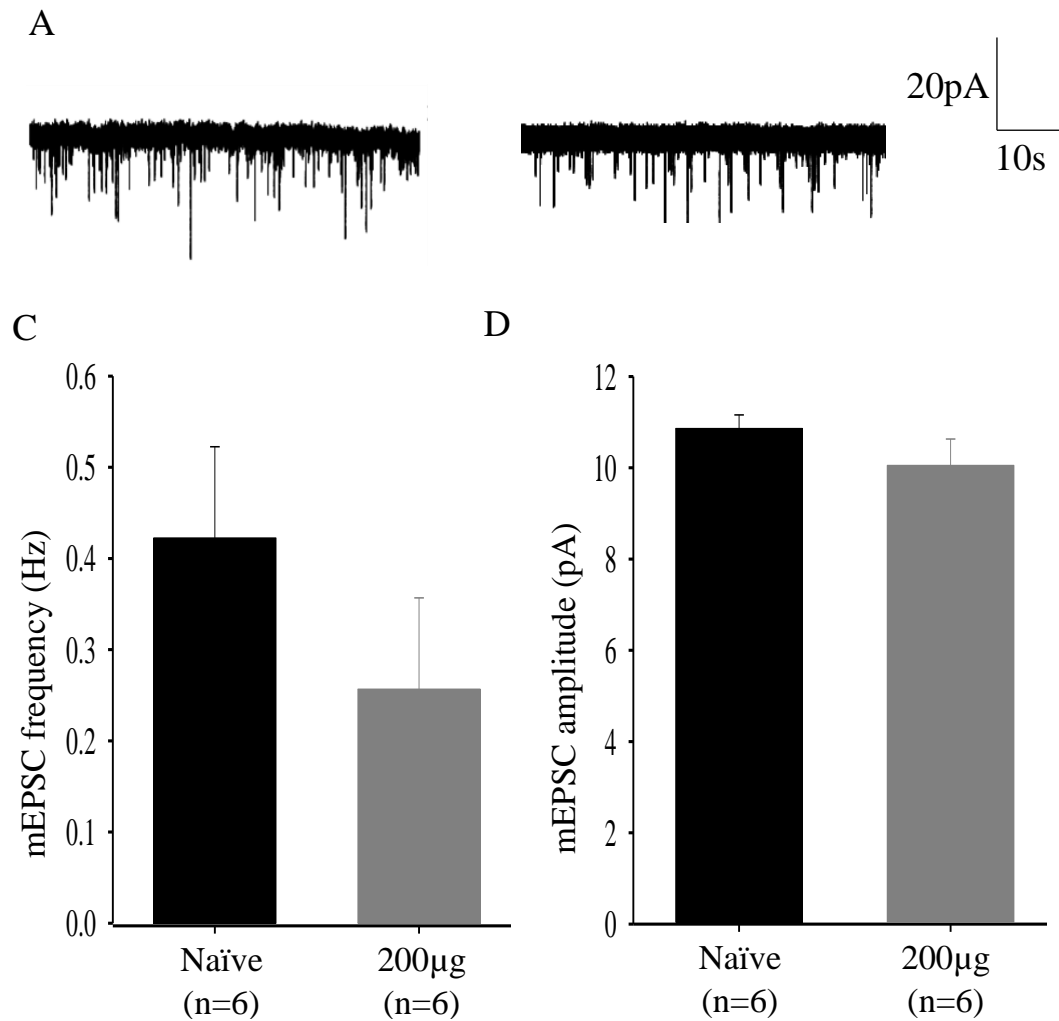 A
20pA
10s
C
D
0.6
0.5
0.4
0.3
0.2
0.1
0.0
mEPSC frequency (Hz)
Naïve
(n=6)
200µg
(n=6)
12
10
8
6
4
2
0
mEPSC amplitude (pA)
Naïve
(n=6)
200µg
(n=6)